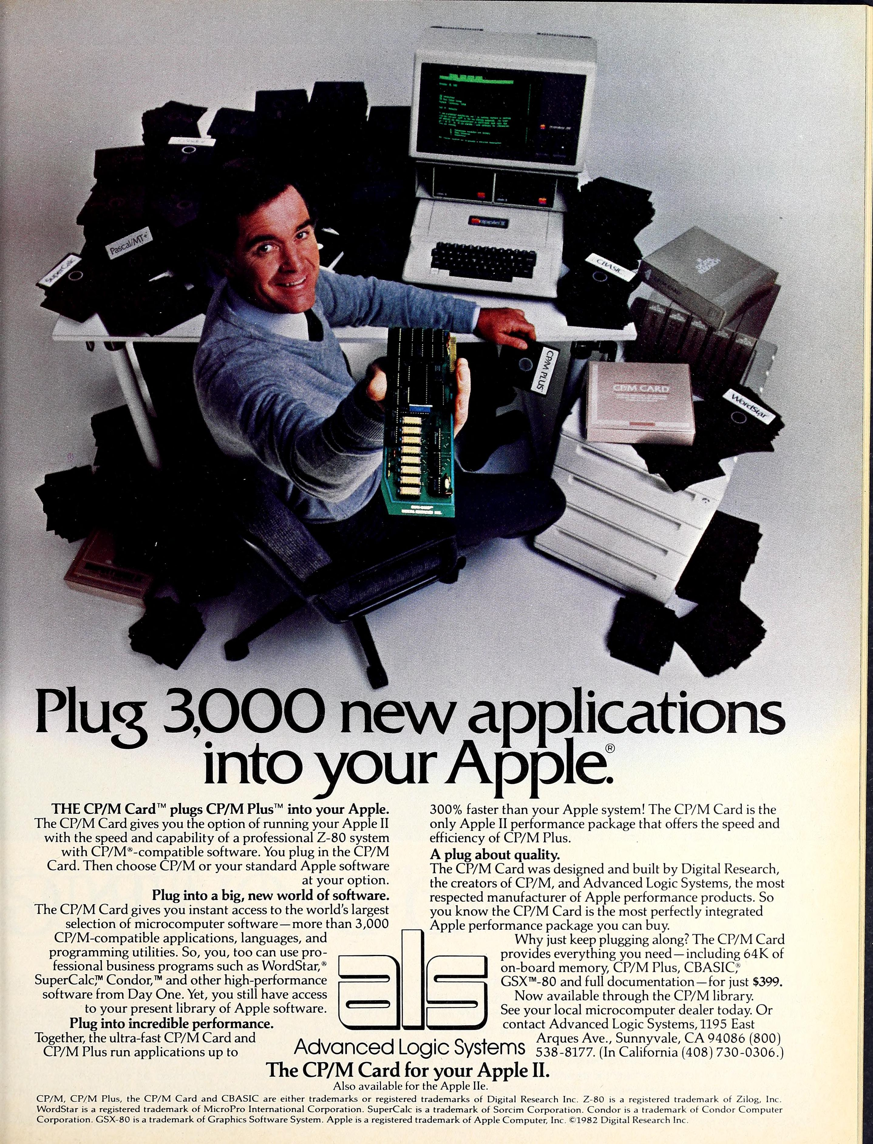 SuperCalc
Pascal/MT+
CBASIC
CP/M PLUS
CP/M CARD
WordStar
Plug 3,000 new applications
into your Apple.®
THE CP/M Card™ plugs CP/M Plus™ into your Apple.
The CP/M Card gives you the option of running your Apple II
with the speed and capability of a professional Z-80 system
with CP/M®-compatible software. You plug in the CP/M
Card. Then choose CP/M or your standard Apple software
at your option.
Plug into a big, new world of software.
The CP/M Card gives you instant access to the world's largest
selection of microcomputer software—more than 3,000
CP/M-compatible applications, languages, and
programming utilities. So, you, too can use pro-
fessional business programs such as WordStar,®
SuperCalc,™ Condor,™ and other high-performance
software from Day One. Yet, you still have access
to your present library of Apple software.
Plug into incredible performance.
Together, the ultra-fast CP/M Card and
CP/M Plus run applications up to
300% faster than your Apple system! The CP/M Card is the
only Apple II performance package that offers the speed and
efficiency of CP/M Plus.
A plug about quality.
The CP/M Card was designed and built by Digital Research,
the creators of CP/M, and Advanced Logic Systems, the most
respected manufacturer of Apple performance products. So
you know the CP/M Card is the most perfectly integrated
Apple performance package you can buy.
Why just keep plugging along? The CP/M Card
provides everything you need—including 64K of
on-board memory, CP/M Plus, CBASIC,®
GSX™-80 and full documentation—for just $399.
Now available through the CP/M library.
See your local microcomputer dealer today. Or
contact Advanced Logic Systems, 1195 East
Arques Ave., Sunnyvale, CA 94086 (800)
538-8177. (In California (408) 730-0306.)
als
Advanced Logic Systems
The CP/M Card for your Apple II.
Also available for the Apple IIe.
CP/M, CP/M Plus, the CP/M Card and CBASIC are either trademarks or registered trademarks of Digital Research Inc. Z-80 is a registered trademark of Zilog, Inc.
WordStar is a registered trademark of MicroPro International Corporation. SuperCalc is a trademark of Sorcim Corporation. Condor is a trademark of Condor Computer
Corporation. GSX-80 is a trademark of Graphics Software System. Apple is a registered trademark of Apple Computer, Inc. ©1982 Digital Research Inc.